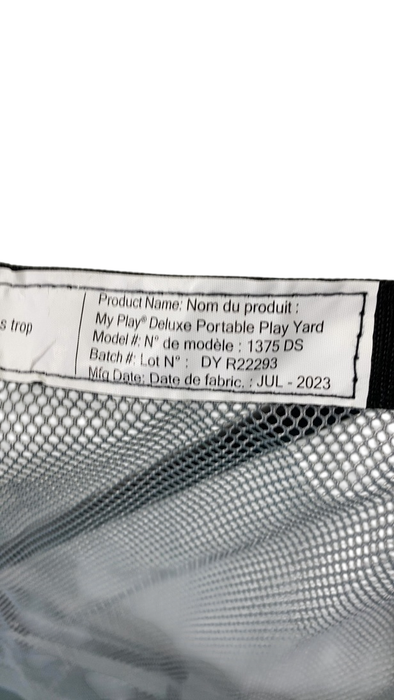 s trop
Product Name: Nom du produit :
My Play® Deluxe Portable Play Yard
Model #: N° de modèle : 1375 DS
Batch #: Lot N° : DY R22293
Mfg Date: Date de fabric. : JUL - 2023